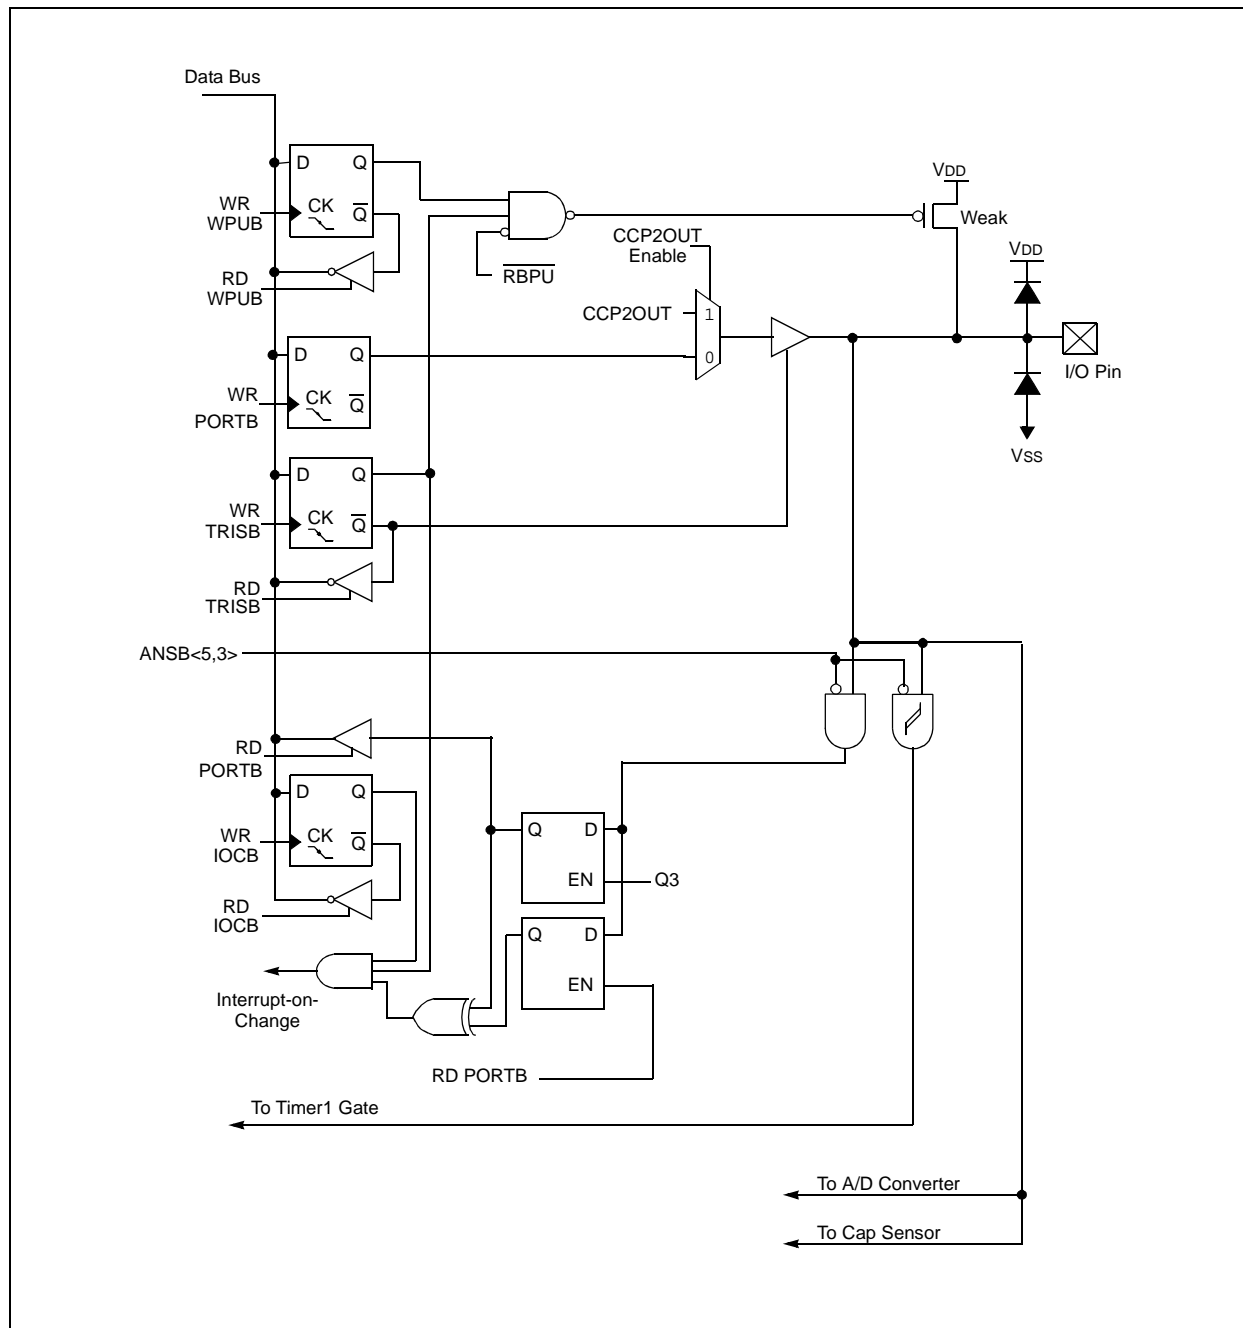 Data Bus
D Q
WR
WPUB
CK Q̅
RD
WPUB
R̅B̅P̅U̅
CCP2OUT
Enable
CCP2OUT
1
0
VDD
Weak
VDD
I/O Pin
VSS
D Q
WR
PORTB
CK Q̅
D Q
WR
TRISB
CK Q̅
RD
TRISB
ANSB<5,3>
RD
PORTB
D Q
WR
IOCB
CK Q̅
RD
IOCB
Q D
EN
Q3
Q D
EN
Interrupt-on-
Change
RD PORTB
To Timer1 Gate
To A/D Converter
To Cap Sensor